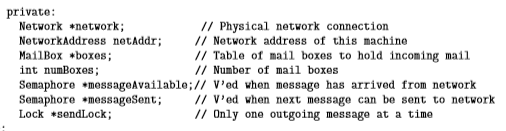 private:
Network *network; // Physical network connection
NetworkAddress netAddr; // Network address of this machine
MailBox *boxes; // Table of mail boxes to hold incoming mail
int numBoxes; // Number of mail boxes
Semaphore *messageAvailable;// V'ed when message has arrived from network
Semaphore *messageSent; // V'ed when next message can be sent to network
Lock *sendLock; // Only one outgoing message at a time